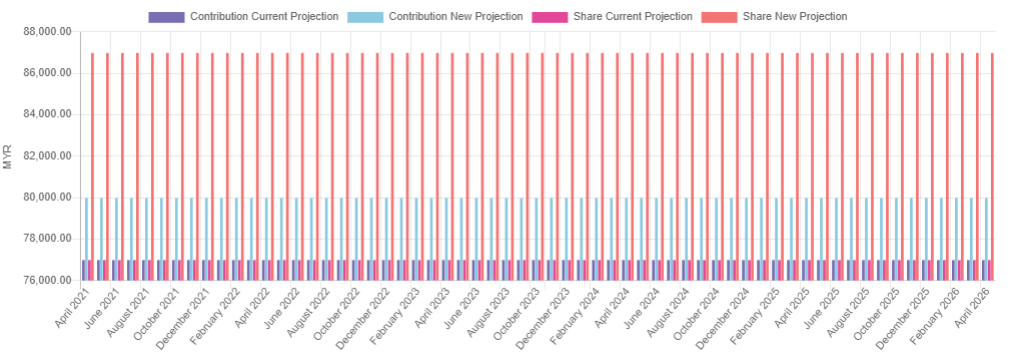 Contribution Current Projection Contribution New Projection Share Current Projection Share New Projection
88,000.00
86,000.00
84,000.00
82,000.00
80,000.00
78,000.00
76,000.00
MYR
April 2021
June 2021
August 2021
October 2021
December 2021
February 2022
April 2022
June 2022
August 2022
October 2022
December 2022
February 2023
April 2023
June 2023
August 2023
October 2023
December 2023
February 2024
April 2024
June 2024
August 2024
October 2024
December 2024
February 2025
April 2025
June 2025
August 2025
October 2025
December 2025
February 2026
April 2026